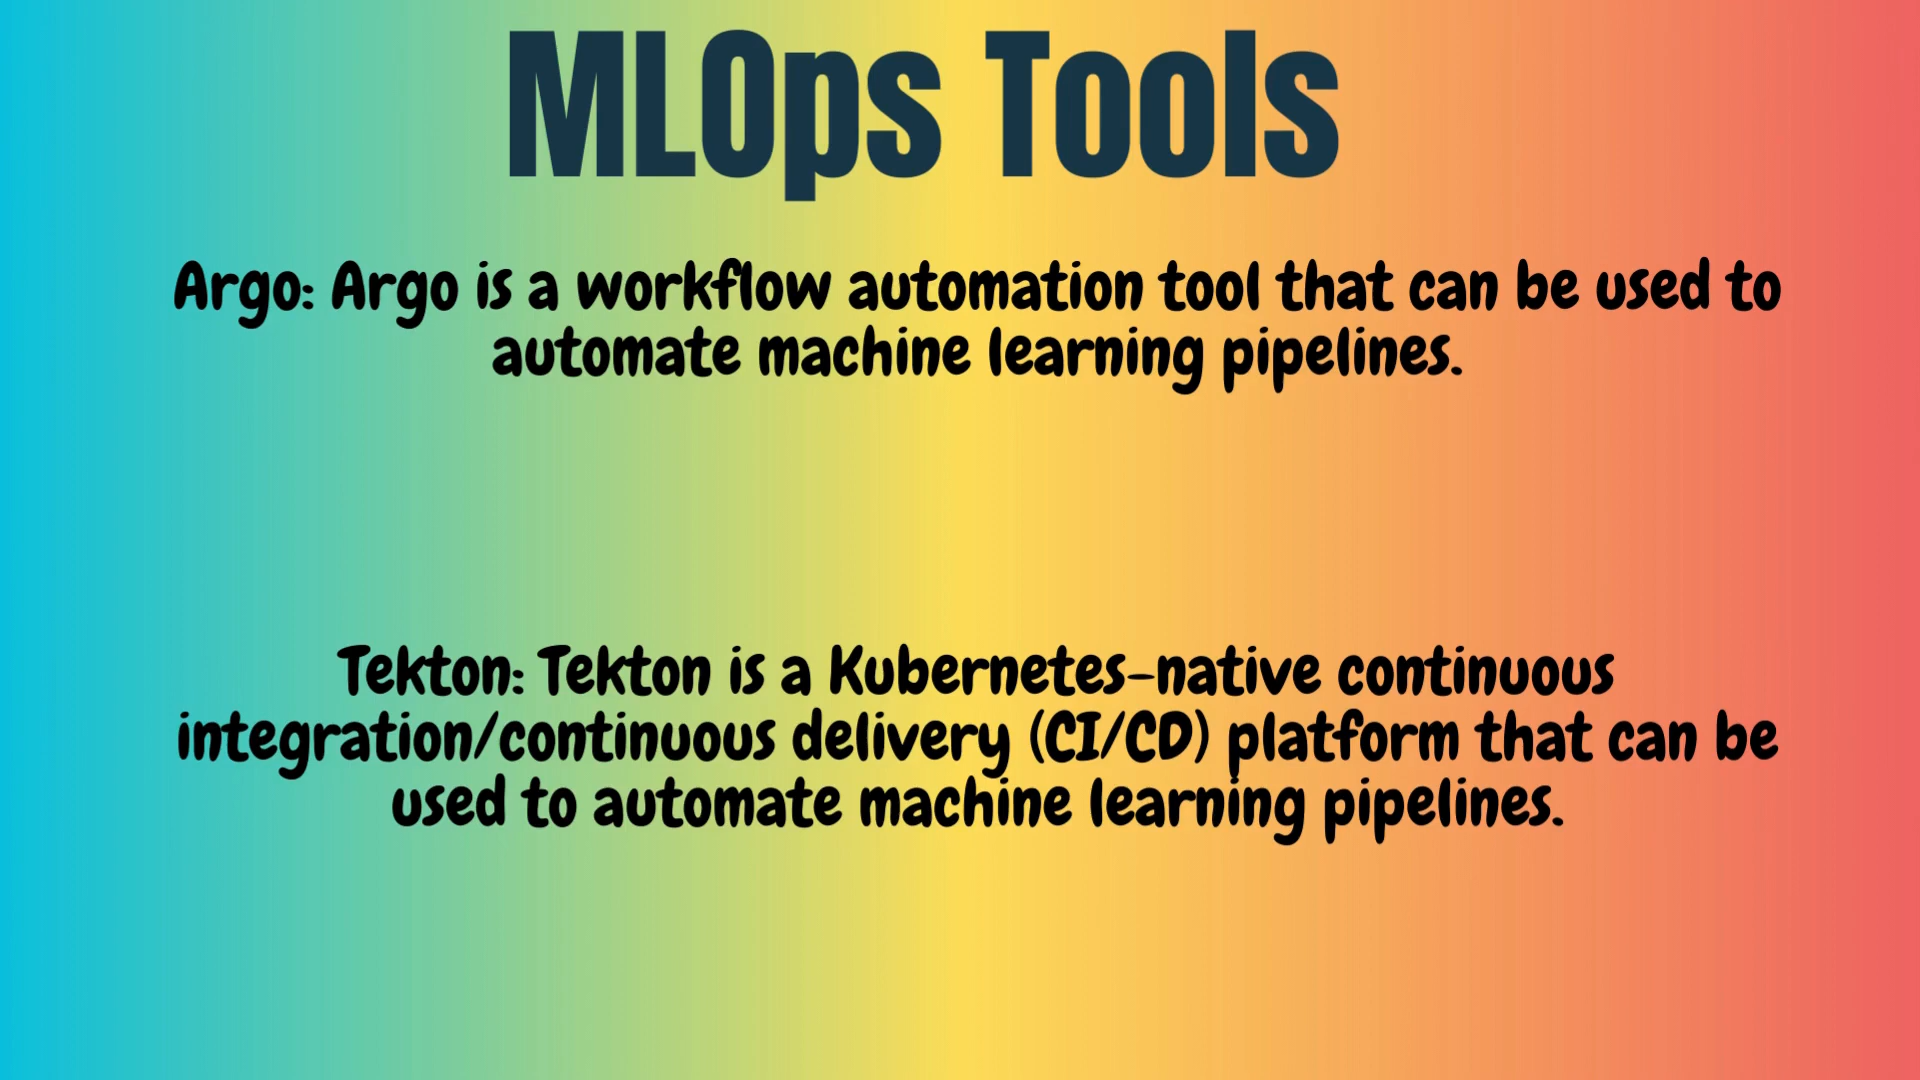 MLOps Tools
Argo: Argo is a workflow automation tool that can be used to
automate machine learning pipelines.
Tekton: Tekton is a Kubernetes-native continuous
integration/continuous delivery (CI/CD) platform that can be
used to automate machine learning pipelines.